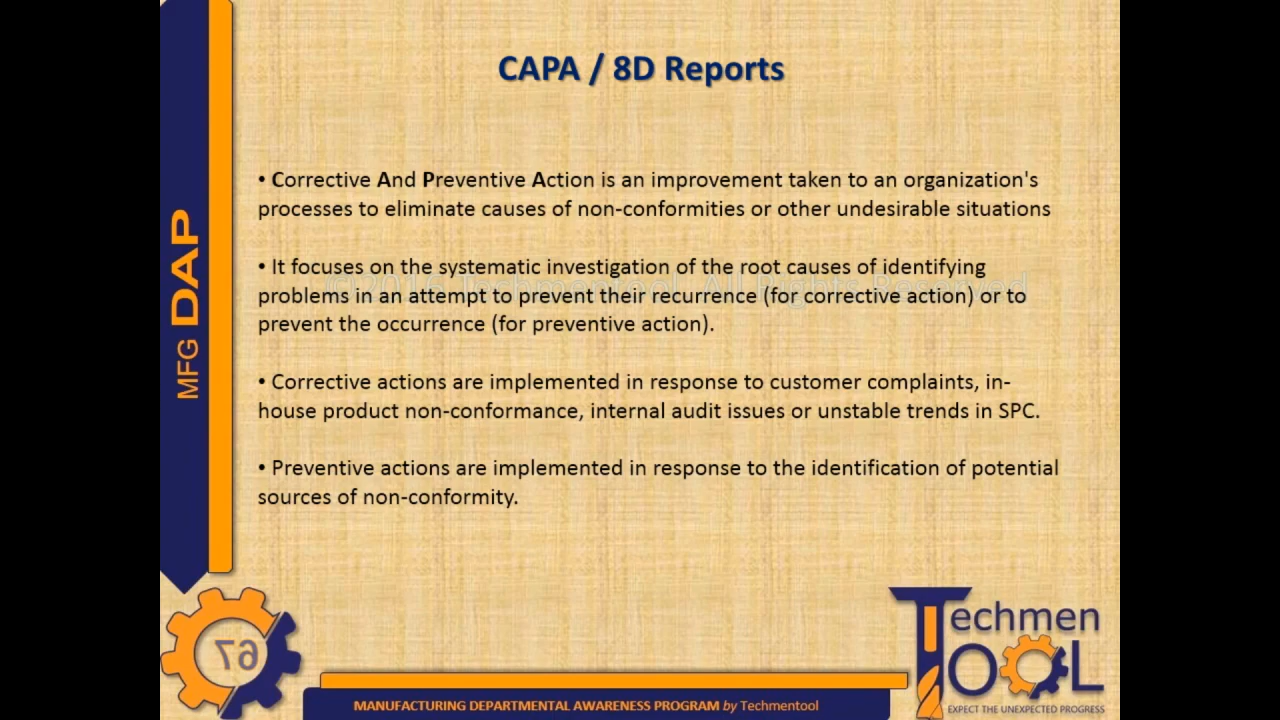 CAPA / 8D Reports
• Corrective And Preventive Action is an improvement taken to an organization's
processes to eliminate causes of non-conformities or other undesirable situations
• It focuses on the systematic investigation of the root causes of identifying
problems in an attempt to prevent their recurrence (for corrective action) or to
prevent the occurrence (for preventive action).
©2016 Techmentool. All Rights Reserved
• Corrective actions are implemented in response to customer complaints, in-
house product non-conformance, internal audit issues or unstable trends in SPC.
• Preventive actions are implemented in response to the identification of potential
sources of non-conformity.
MFG DAP
67
MANUFACTURING DEPARTMENTAL AWARENESS PROGRAM by Techmentool
Techmen
TOOL
EXPECT THE UNEXPECTED PROGRESS